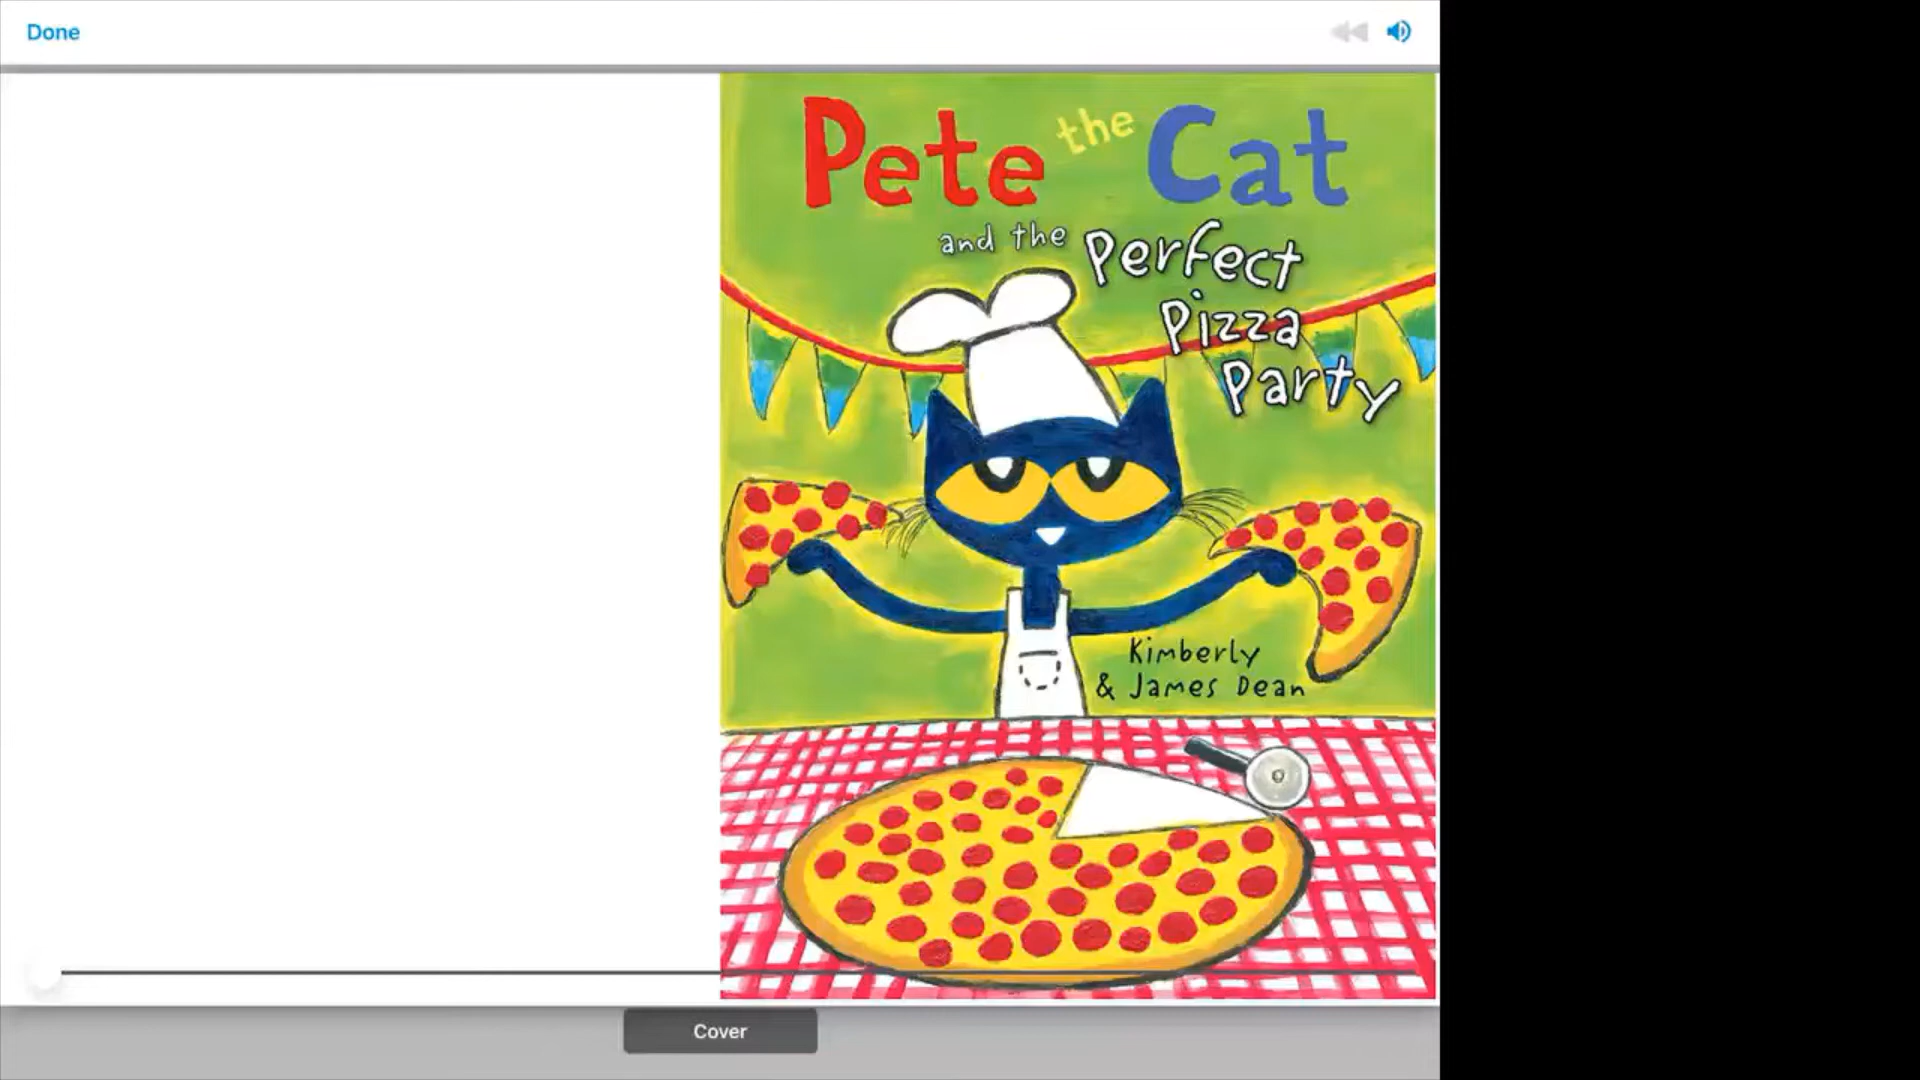 Done
Pete the Cat
and the Perfect
Pizza
Party
Kimberly
& James Dean
Cover